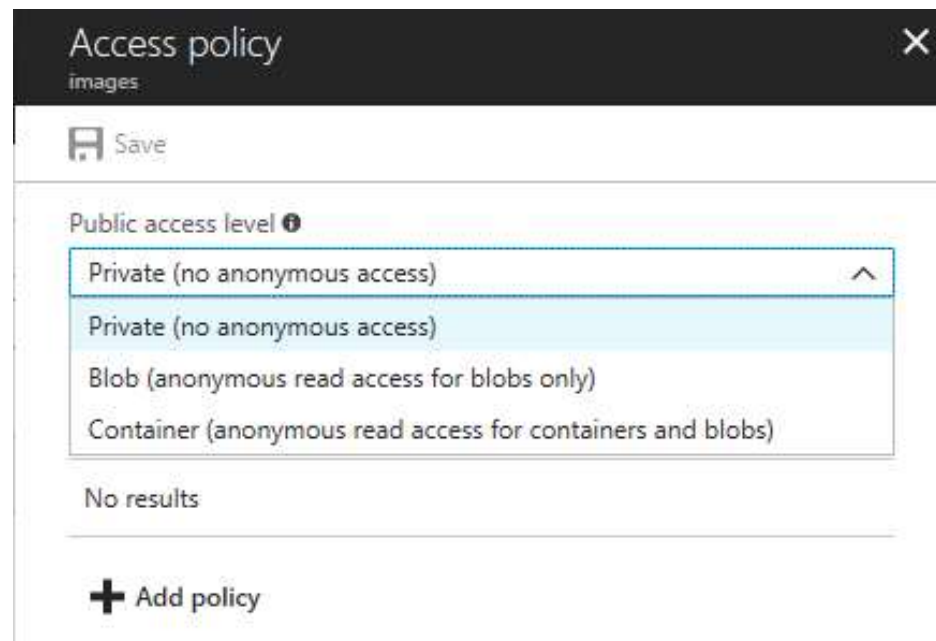 Access policy
images
Save
Public access level
Private (no anonymous access)
Private (no anonymous access)
Blob (anonymous read access for blobs only)
Container (anonymous read access for containers and blobs)
No results
Add policy